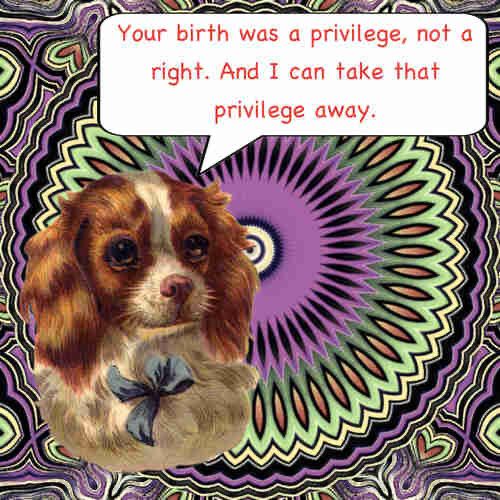 Your birth was a privilege, not a
right. And I can take that
privilege away.